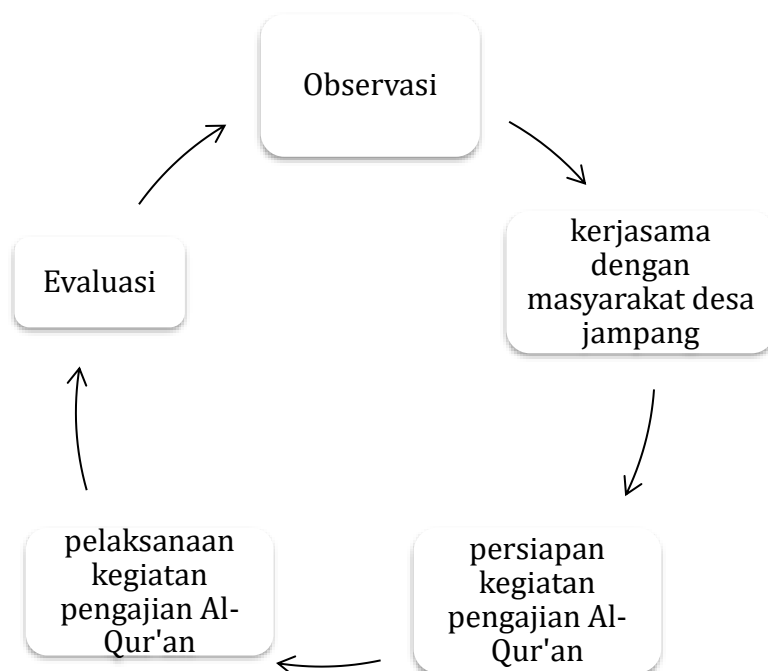 Observasi
kerjasama
dengan
masyarakat desa
jampang
persiapan
kegiatan
pengajian Al-
Qur'an
pelaksanaan
kegiatan
pengajian Al-
Qur'an
Evaluasi